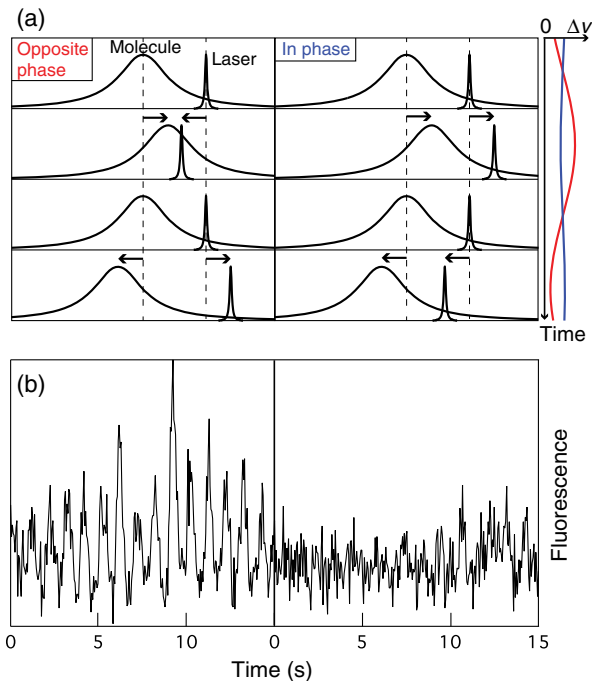 (a)
0 Δν
Opposite phase
Molecule
Laser
In phase
Time
(b)
Fluorescence
0 5 10 0 5 10 15
Time (s)